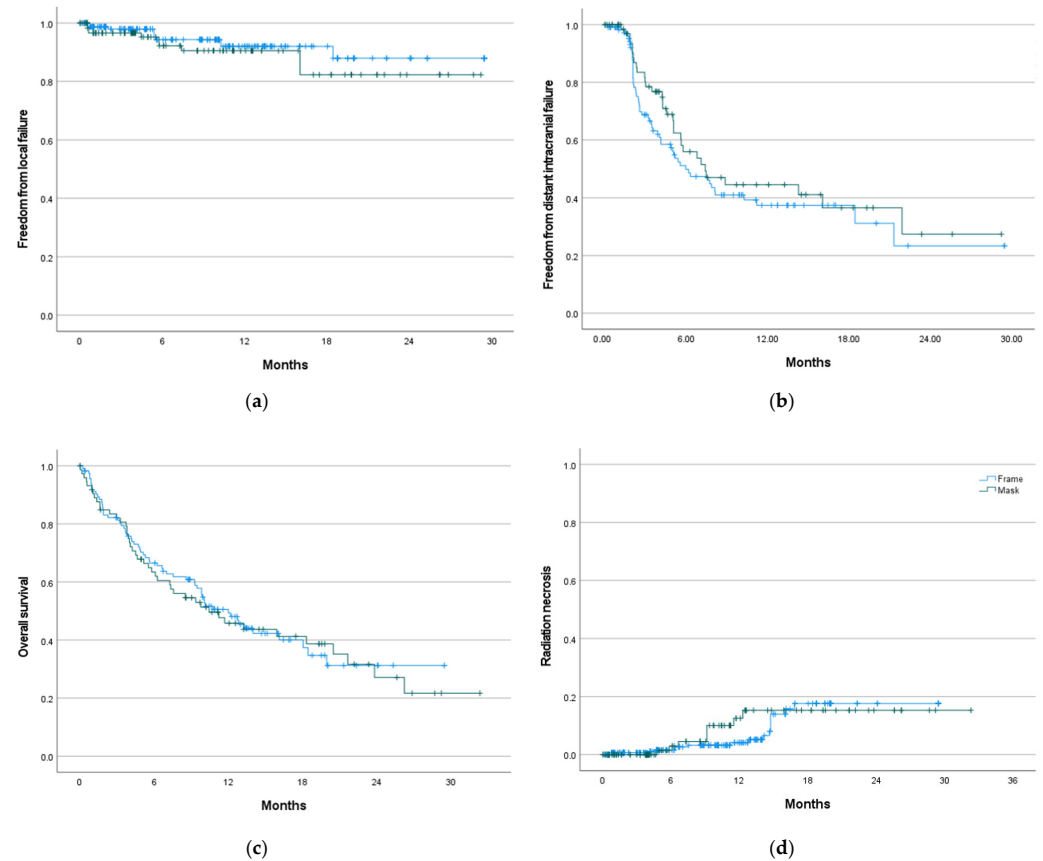 1.0
0.8
0.6
0.4
0.2
0.0
Freedom from local failure
0 6 12 18 24 30
Months
(a)
1.0
0.8
0.6
0.4
0.2
0.0
Freedom from distant intracranial failure
0.00 6.00 12.00 18.00 24.00 30.00
Months
(b)
1.0
0.8
0.6
0.4
0.2
0.0
Overall survival
0 6 12 18 24 30
Months
(c)
1.0
0.8
0.6
0.4
0.2
0.0
Radiation necrosis
Frame
Mask
0 6 12 18 24 30 36
Months
(d)